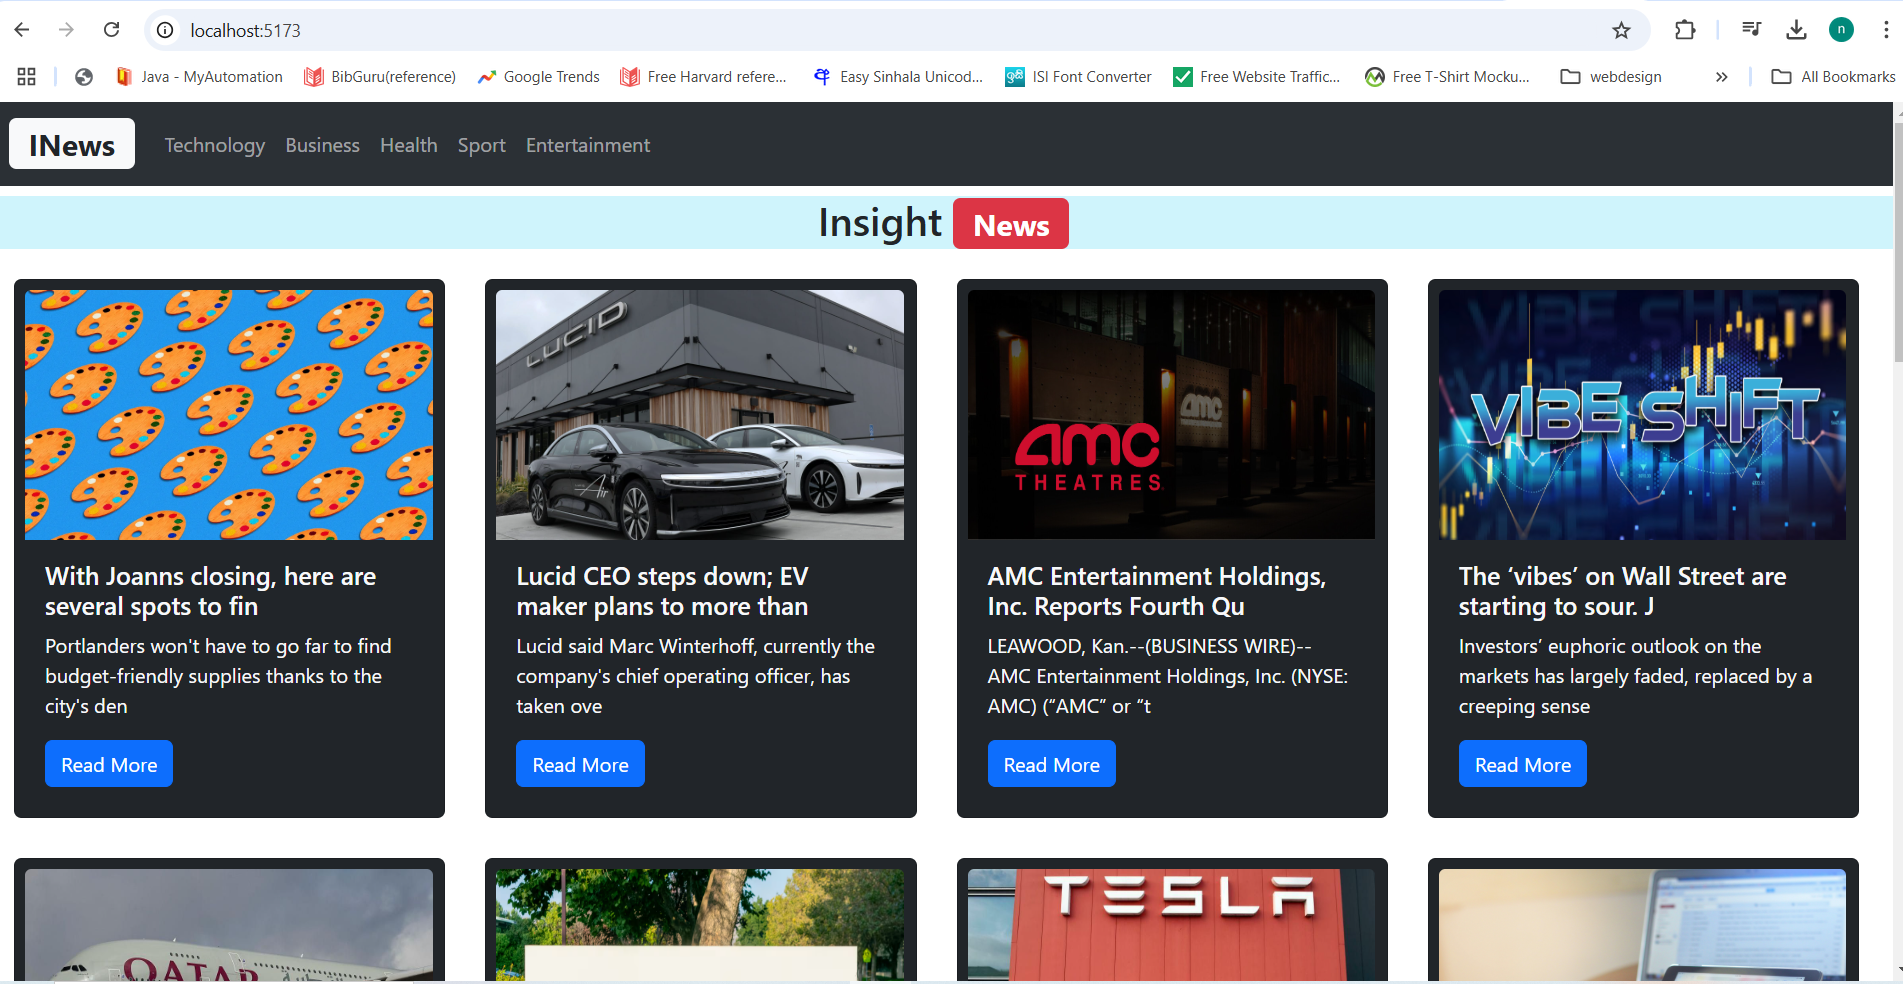 localhost:5173
n
Java - MyAutomation
BibGuru(reference)
Google Trends
Free Harvard refere...
Easy Sinhala Unicod...
ISI Font Converter
Free Website Traffic...
Free T-Shirt Mocku...
webdesign
All Bookmarks
INews
Technology
Business
Health
Sport
Entertainment
Insight News
LUCID
Air
amc
amc
THEATRES
VIBE SHIFT
VIBE SHIFT
VIBE SHIFT
With Joanns closing, here are
several spots to fin
Portlanders won't have to go far to find
budget-friendly supplies thanks to the
city's den
Read More
Lucid CEO steps down; EV
maker plans to more than
Lucid said Marc Winterhoff, currently the
company's chief operating officer, has
taken ove
Read More
AMC Entertainment Holdings,
Inc. Reports Fourth Qu
LEAWOOD, Kan.--(BUSINESS WIRE)--
AMC Entertainment Holdings, Inc. (NYSE:
AMC) (“AMC” or “t
Read More
The ‘vibes’ on Wall Street are
starting to sour. J
Investors’ euphoric outlook on the
markets has largely faded, replaced by a
creeping sense
Read More
QATAR
TESLA